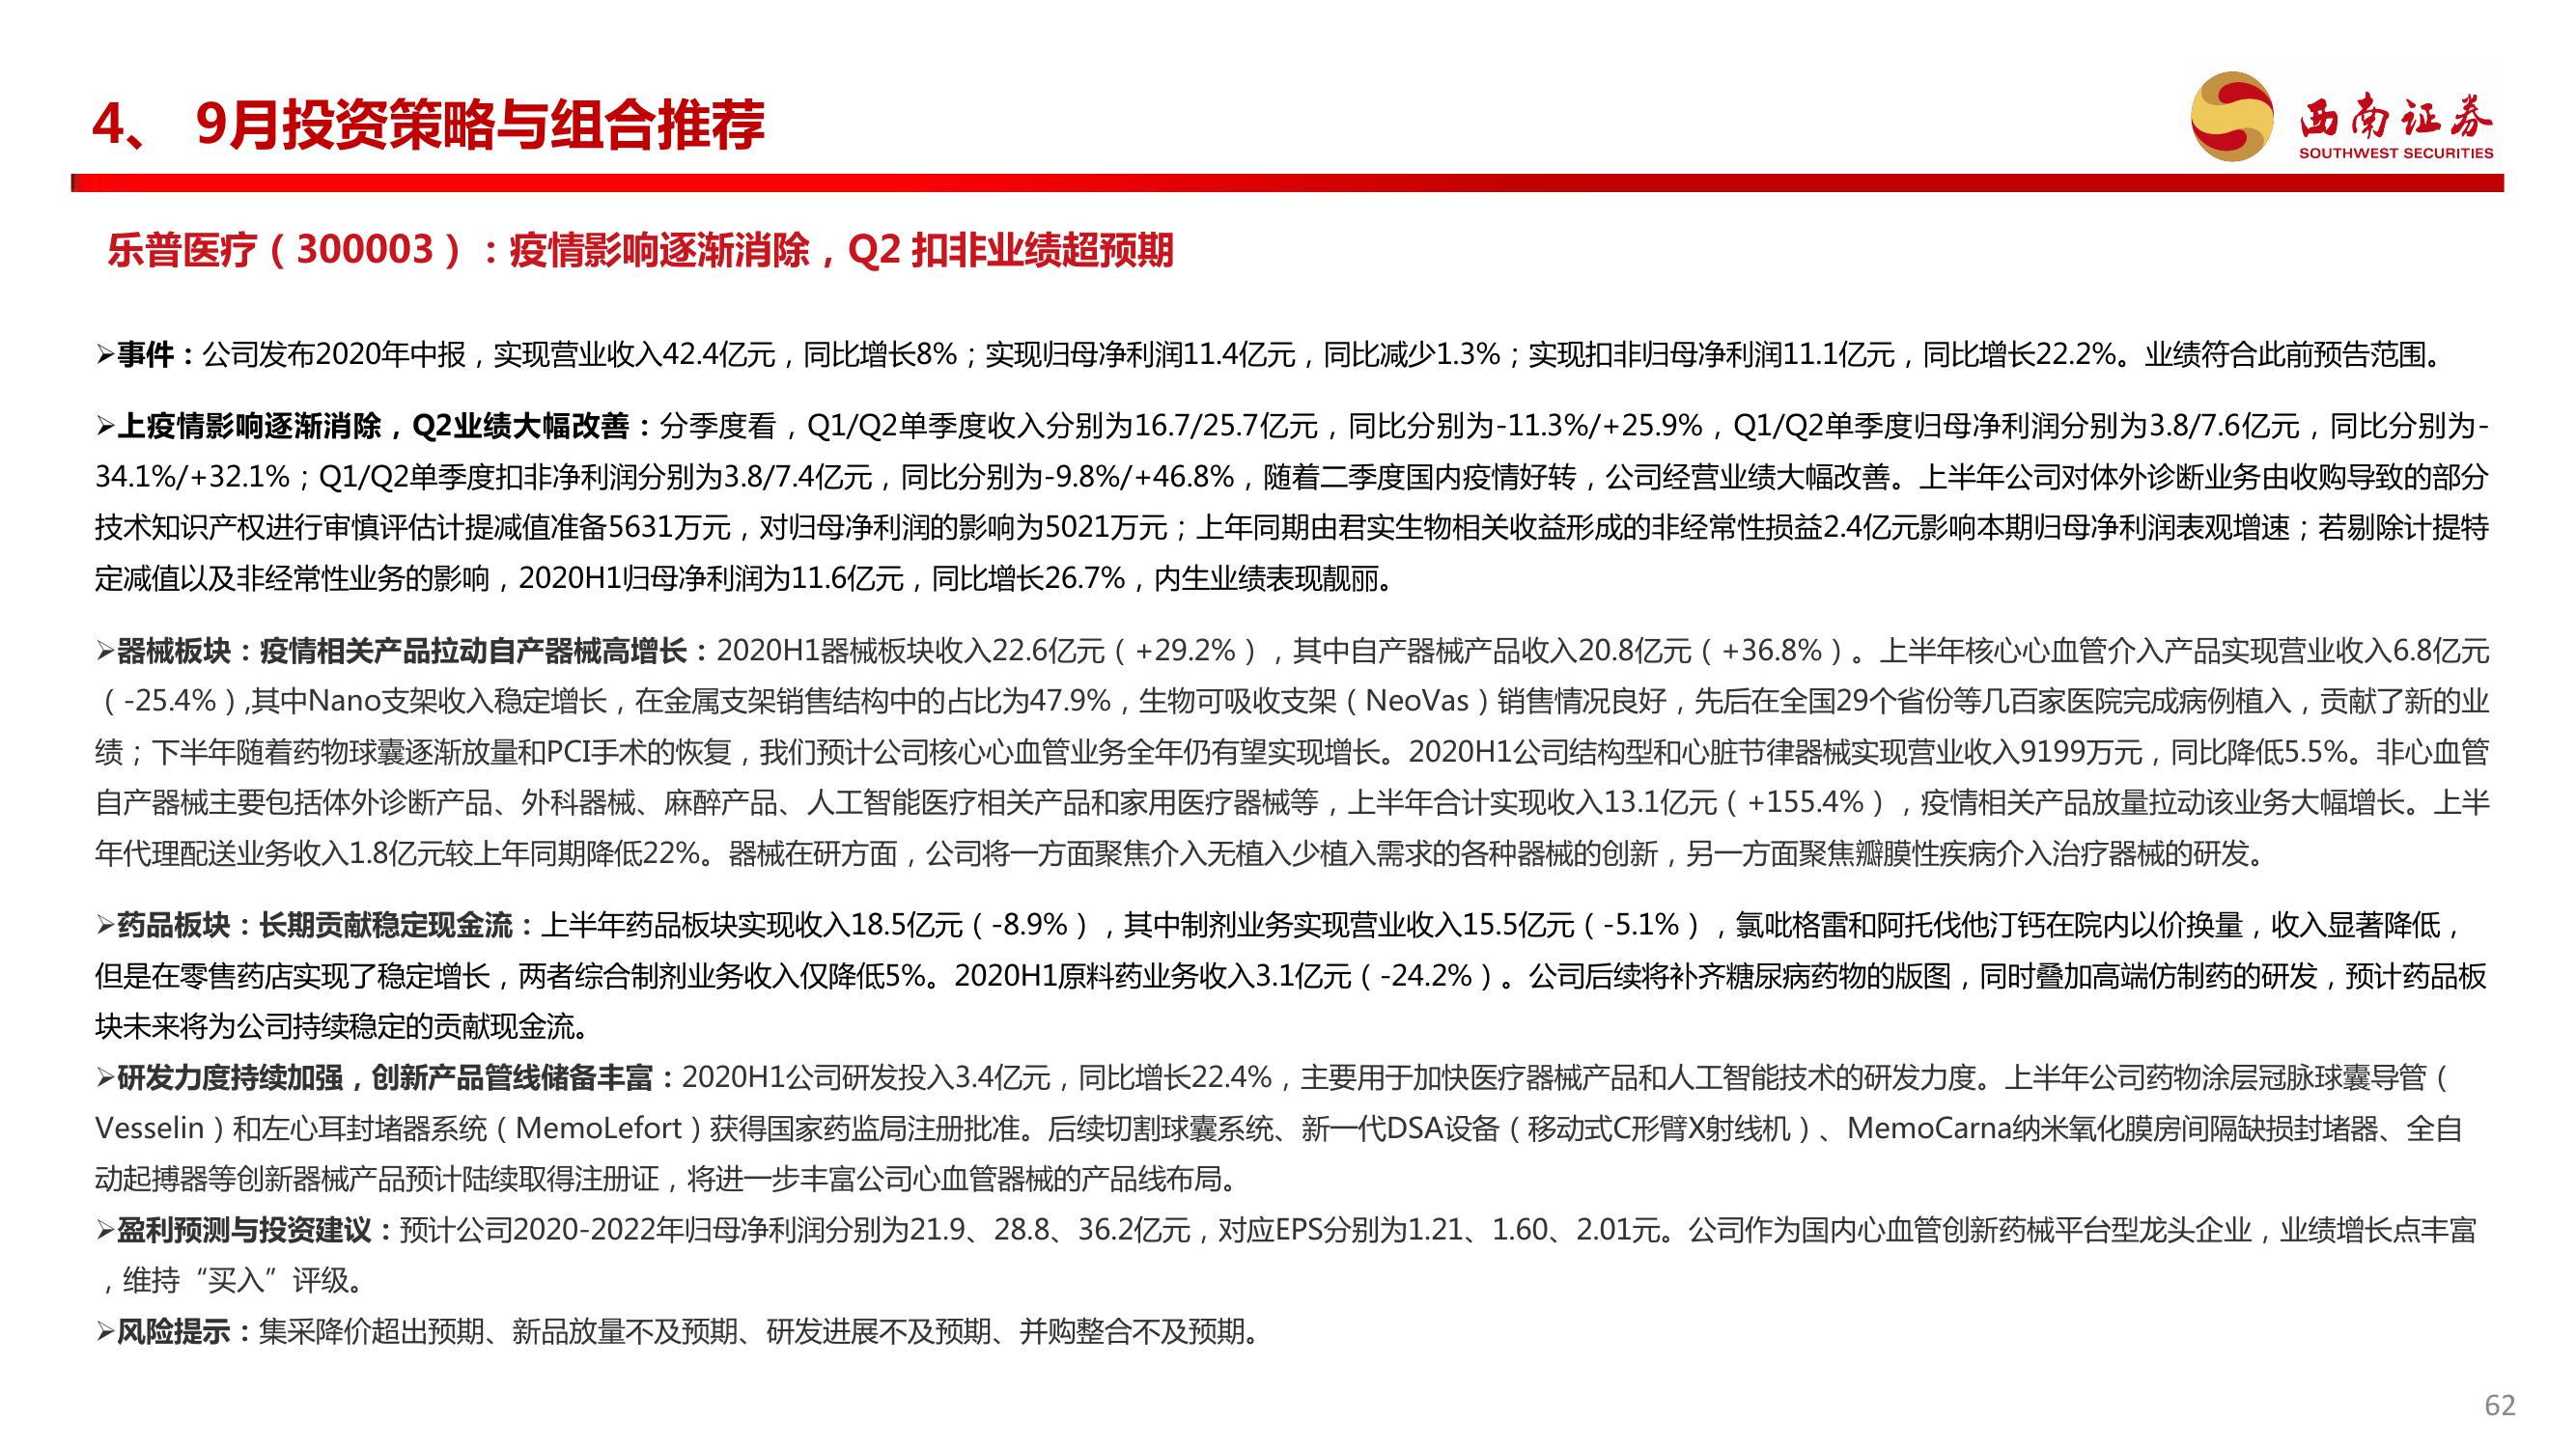 4、 9月投资策略与组合推荐
西南证券
SOUTHWEST SECURITIES
乐普医疗（300003）：疫情影响逐渐消除，Q2 扣非业绩超预期
➢事件：公司发布2020年中报，实现营业收入42.4亿元，同比增长8%；实现归母净利润11.4亿元，同比减少1.3%；实现扣非归母净利润11.1亿元，同比增长22.2%。业绩符合此前预告范围。
➢上疫情影响逐渐消除，Q2业绩大幅改善：分季度看，Q1/Q2单季度收入分别为16.7/25.7亿元，同比分别为-11.3%/+25.9%，Q1/Q2单季度归母净利润分别为3.8/7.6亿元，同比分别为-
34.1%/+32.1%；Q1/Q2单季度扣非净利润分别为3.8/7.4亿元，同比分别为-9.8%/+46.8%，随着二季度国内疫情好转，公司经营业绩大幅改善。上半年公司对体外诊断业务由收购导致的部分
技术知识产权进行审慎评估计提减值准备5631万元，对归母净利润的影响为5021万元；上年同期由君实生物相关收益形成的非经常性损益2.4亿元影响本期归母净利润表观增速；若剔除计提特
定减值以及非经常性业务的影响，2020H1归母净利润为11.6亿元，同比增长26.7%，内生业绩表现靓丽。
➢器械板块：疫情相关产品拉动自产器械高增长：2020H1器械板块收入22.6亿元（+29.2%），其中自产器械产品收入20.8亿元（+36.8%）。上半年核心心血管介入产品实现营业收入6.8亿元
（-25.4%）,其中Nano支架收入稳定增长，在金属支架销售结构中的占比为47.9%，生物可吸收支架（NeoVas）销售情况良好，先后在全国29个省份等几百家医院完成病例植入，贡献了新的业
绩；下半年随着药物球囊逐渐放量和PCI手术的恢复，我们预计公司核心心血管业务全年仍有望实现增长。2020H1公司结构型和心脏节律器械实现营业收入9199万元，同比降低5.5%。非心血管
自产器械主要包括体外诊断产品、外科器械、麻醉产品、人工智能医疗相关产品和家用医疗器械等，上半年合计实现收入13.1亿元（+155.4%），疫情相关产品放量拉动该业务大幅增长。上半
年代理配送业务收入1.8亿元较上年同期降低22%。器械在研方面，公司将一方面聚焦介入无植入少植入需求的各种器械的创新，另一方面聚焦瓣膜性疾病介入治疗器械的研发。
➢药品板块：长期贡献稳定现金流：上半年药品板块实现收入18.5亿元（-8.9%），其中制剂业务实现营业收入15.5亿元（-5.1%），氯吡格雷和阿托伐他汀钙在院内以价换量，收入显著降低，
但是在零售药店实现了稳定增长，两者综合制剂业务收入仅降低5%。2020H1原料药业务收入3.1亿元（-24.2%）。公司后续将补齐糖尿病药物的版图，同时叠加高端仿制药的研发，预计药品板
块未来将为公司持续稳定的贡献现金流。
➢研发力度持续加强，创新产品管线储备丰富：2020H1公司研发投入3.4亿元，同比增长22.4%，主要用于加快医疗器械产品和人工智能技术的研发力度。上半年公司药物涂层冠脉球囊导管（
Vesselin）和左心耳封堵器系统（MemoLefort）获得国家药监局注册批准。后续切割球囊系统、新一代DSA设备（移动式C形臂X射线机）、MemoCarna纳米氧化膜房间隔缺损封堵器、全自
动起搏器等创新器械产品预计陆续取得注册证，将进一步丰富公司心血管器械的产品线布局。
➢盈利预测与投资建议：预计公司2020-2022年归母净利润分别为21.9、28.8、36.2亿元，对应EPS分别为1.21、1.60、2.01元。公司作为国内心血管创新药械平台型龙头企业，业绩增长点丰富
，维持“买入”评级。
➢风险提示：集采降价超出预期、新品放量不及预期、研发进展不及预期、并购整合不及预期。
62